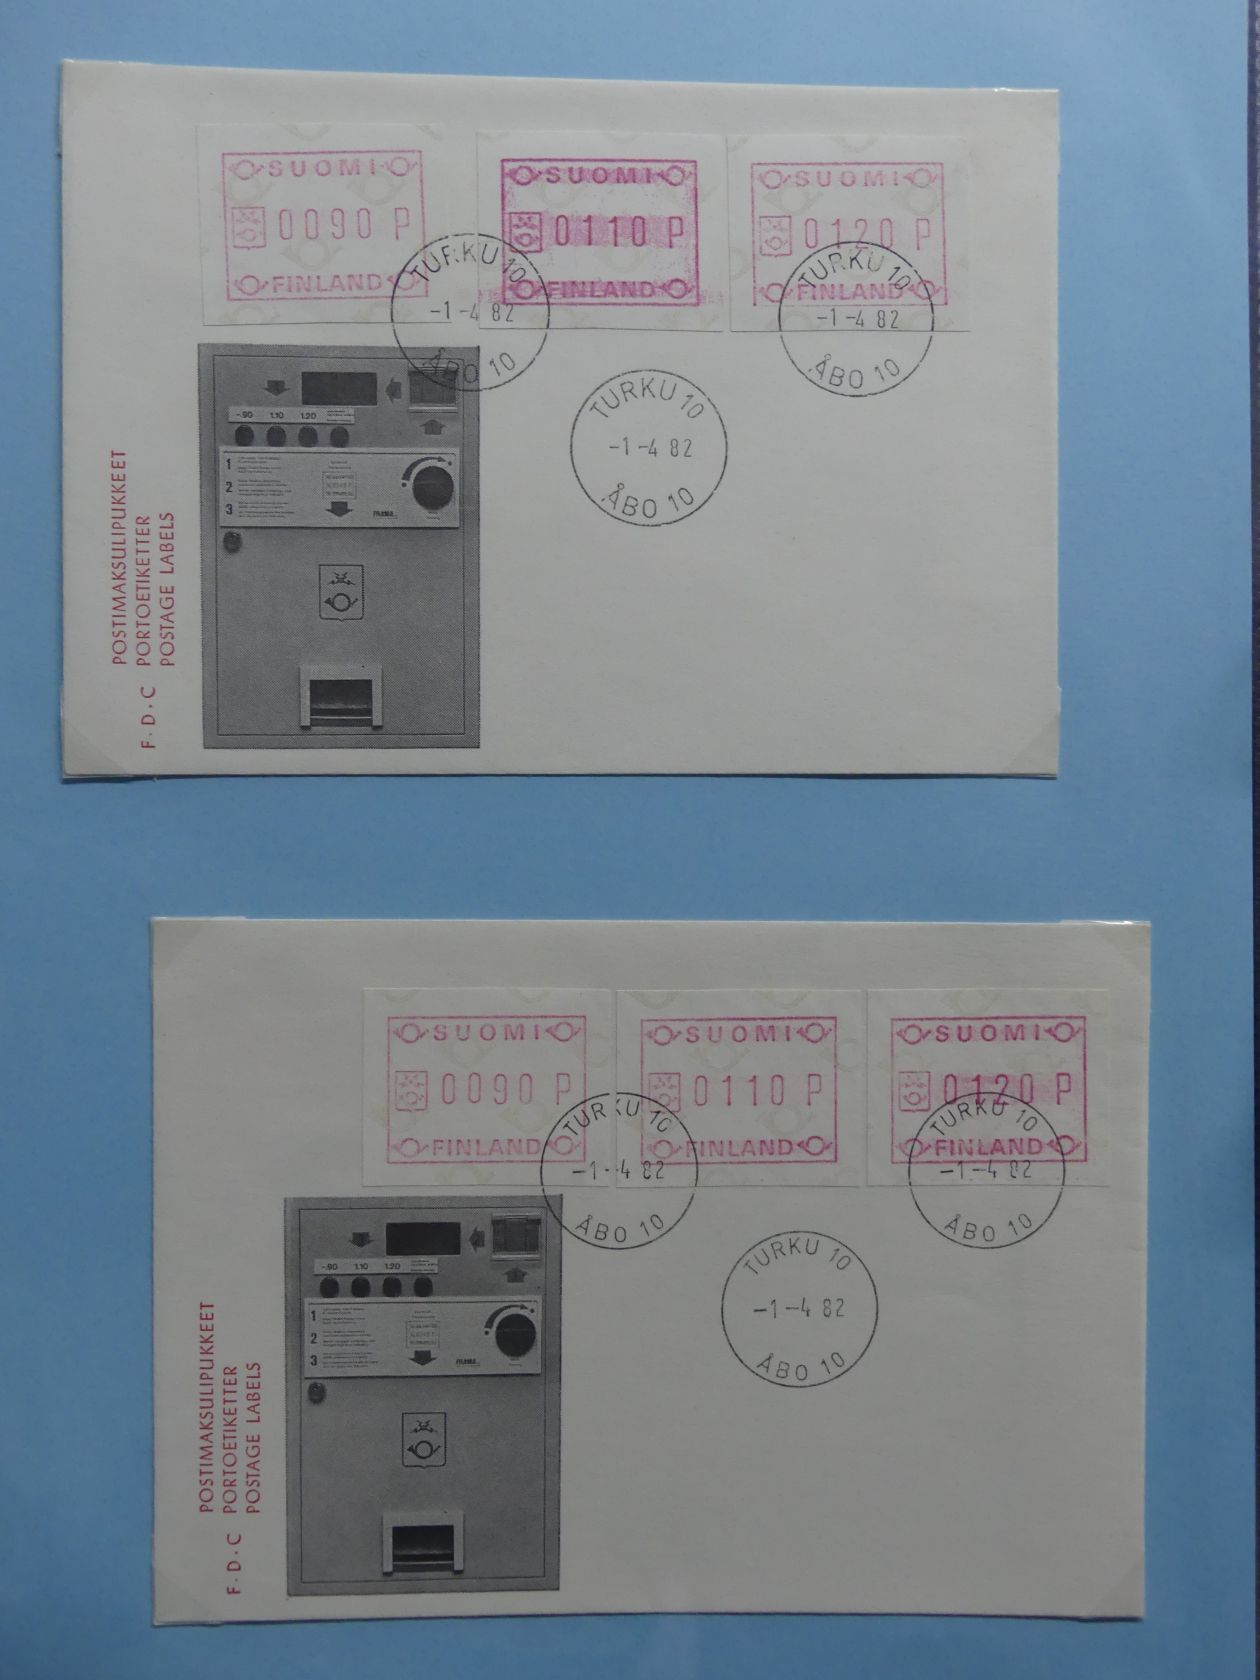 SUOMI
0090 P
FINLAND
SUOMI
0110 P
FINLAND
SUOMI
0120 P
FINLAND
TURKU 10
-1-4 82
ÅBO 10
TURKU 10
-1-4 82
ÅBO 10
TURKU 10
-1-4 82
ÅBO 10
-.90 1.10 1.20
1
2
3
FRAMA
POSTIMAKSULIPUKKEET
F.D.C PORTOETIKETTER
POSTAGE LABELS
SUOMI
0090 P
FINLAND
SUOMI
0110 P
FINLAND
SUOMI
0120 P
FINLAND
TURKU 10
-1-4 82
ÅBO 10
TURKU 10
-1-4 82
ÅBO 10
TURKU 10
-1-4 82
ÅBO 10
-.90 1.10 1.20
1
2
3
FRAMA
POSTIMAKSULIPUKKEET
F.D.C PORTOETIKETTER
POSTAGE LABELS